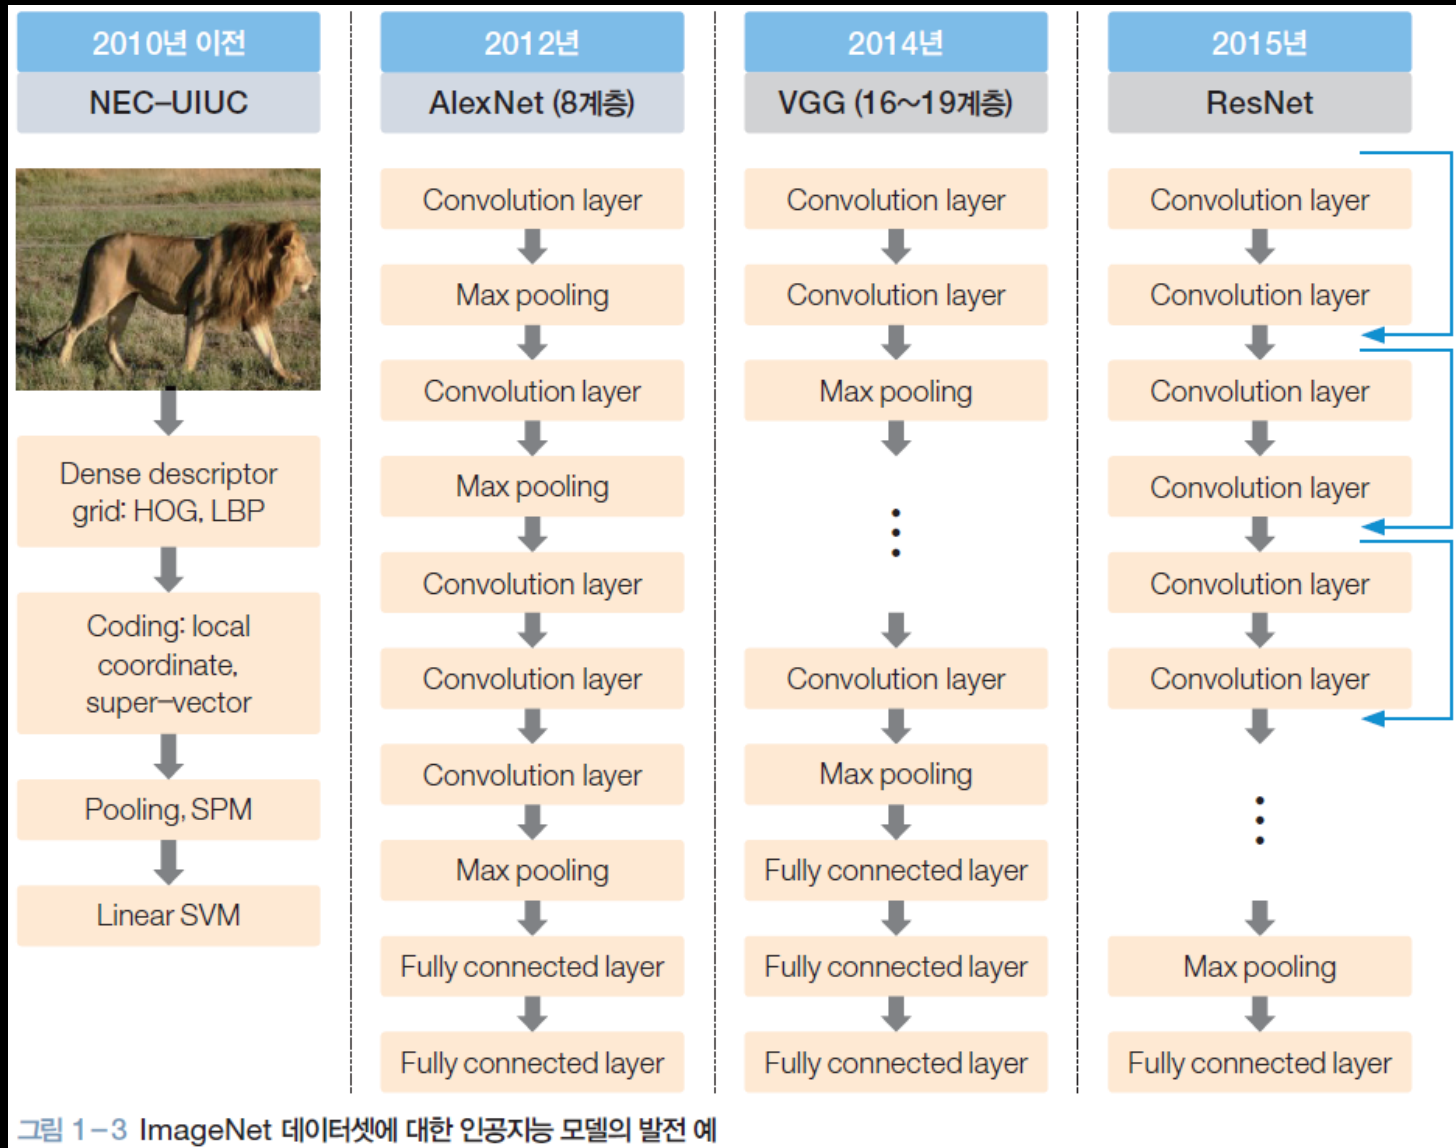 2010년 이전
NEC–UIUC
Dense descriptor
grid: HOG, LBP
Coding: local
coordinate,
super–vector
Pooling, SPM
Linear SVM
2012년
AlexNet (8계층)
Convolution layer
Max pooling
Convolution layer
Max pooling
Convolution layer
Convolution layer
Convolution layer
Max pooling
Fully connected layer
Fully connected layer
2014년
VGG (16~19계층)
Convolution layer
Convolution layer
Max pooling
Convolution layer
Max pooling
Fully connected layer
Fully connected layer
Fully connected layer
2015년
ResNet
Convolution layer
Convolution layer
Convolution layer
Convolution layer
Convolution layer
Convolution layer
Max pooling
Fully connected layer
그림 1–3 ImageNet 데이터셋에 대한 인공지능 모델의 발전 예